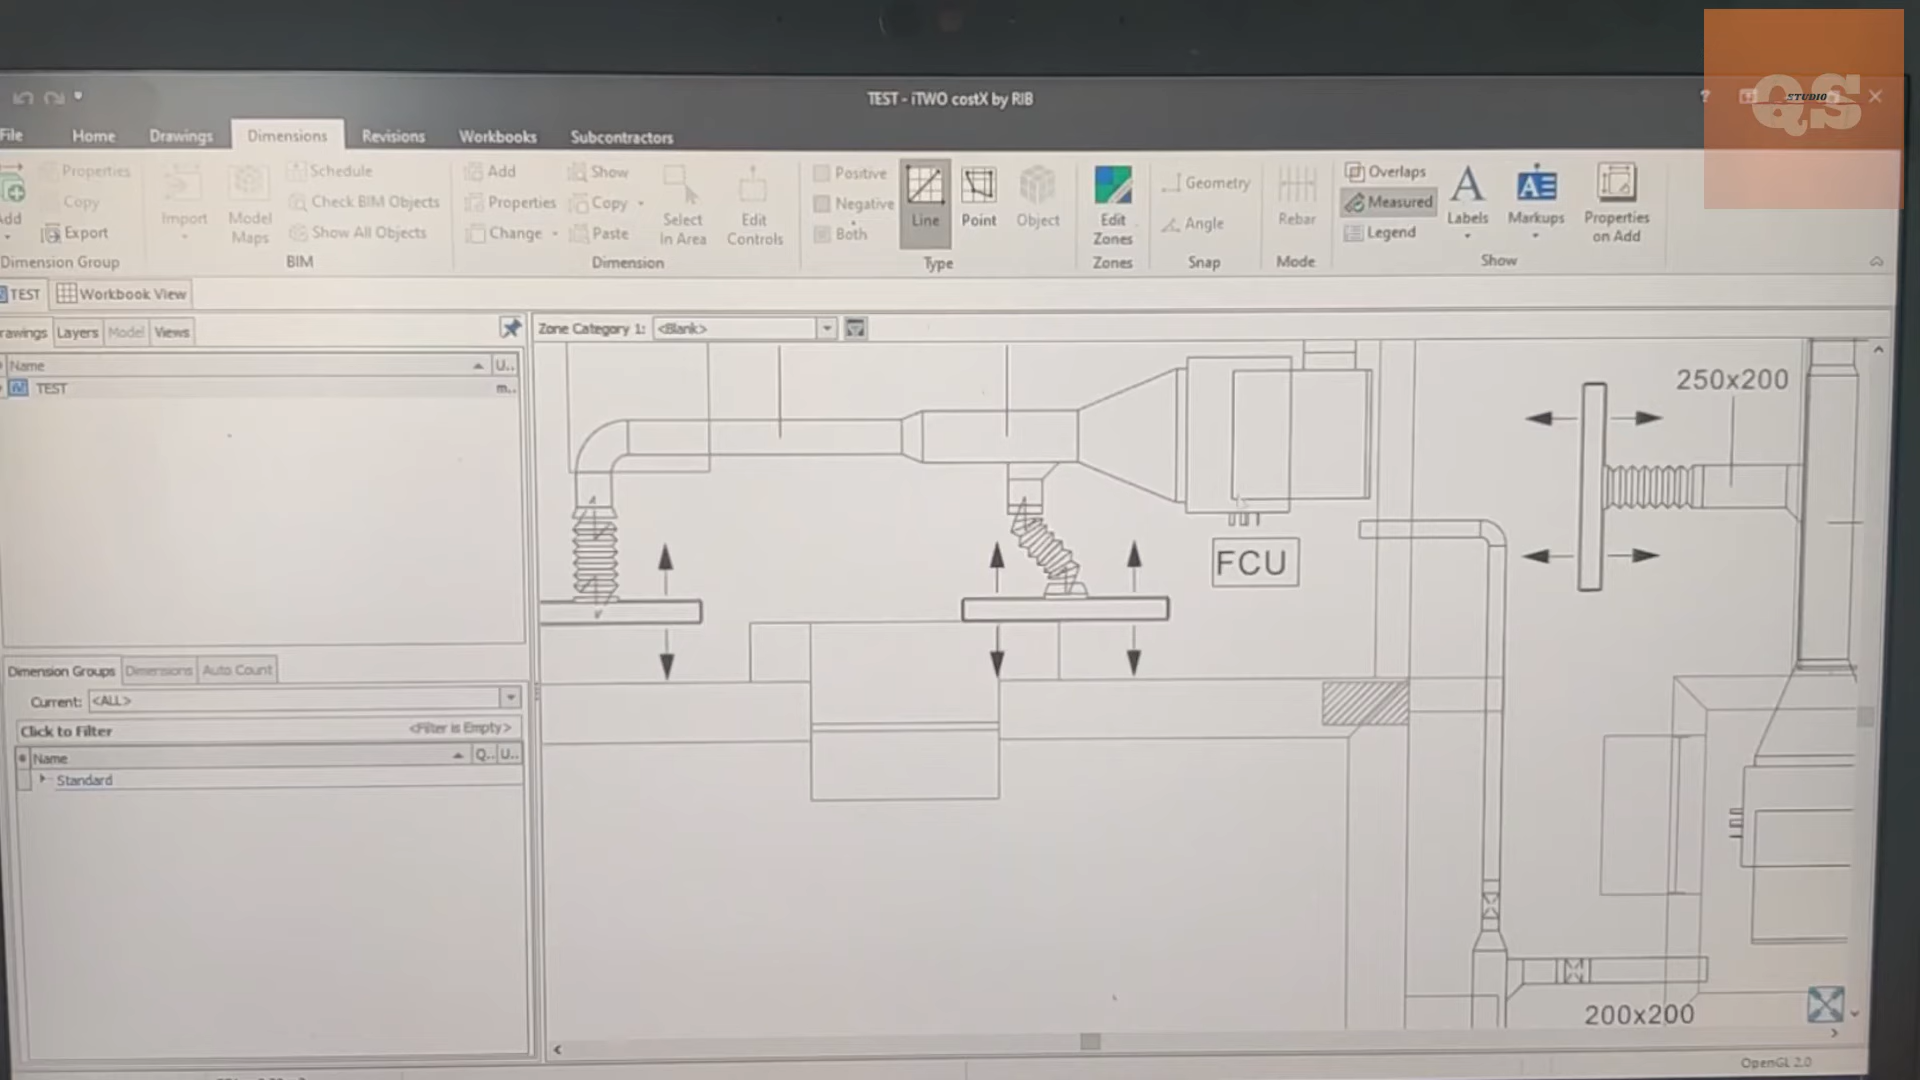 TEST - iTWO costX by RIB
?
QS
STUDIO
File Home Drawings Dimensions Revisions Workbooks Subcontractors
Properties
Copy
Export
Dimension Group
Import
Model Maps
Schedule
Check BIM Objects
Show All Objects
BIM
Add
Properties
Change
Show
Copy
Paste
Select In Area
Edit Controls
Dimension
Positive
Negative
Both
Line
Point
Object
Type
Edit Zones
Zones
Geometry
Angle
Snap
Rebar
Mode
Overlaps
Measured
Legend
Labels
Markups
Properties on Add
Show
TEST Workbook View
Layers Model Views
Zone Category 1: <Blank>
Name U..
TEST m..
Dimension Groups Dimensions Auto Count
Current: <ALL>
Click to Filter <Filter is Empty>
Name Q.. U..
Standard
250x200
FCU
200x200
OpenGL 2.0